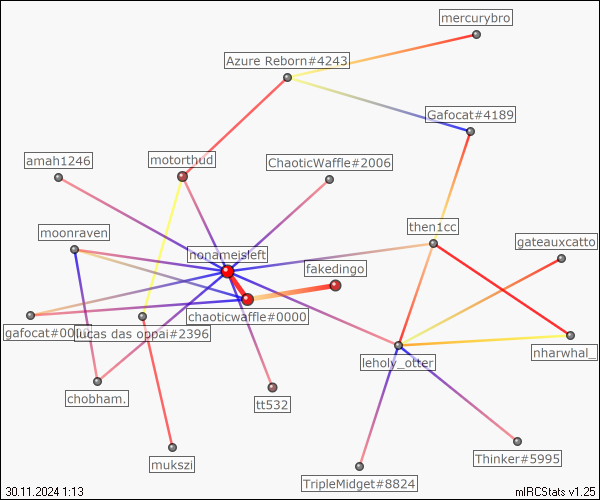 mercurybro
Azure Reborn#4243
Gafocat#4189
amah1246
motorthud
ChaoticWaffle#2006
moonraven
then1cc
gateauxcatto
nonameisleft
fakedingo
gafocat#00
lucas das oppai#2396
chaoticwaffle#0000
leholy_otter
nharwhal_
chobham.
tt532
mukszi
Thinker#5995
TripleMidget#8824
30.11.2024 1:13
mIRCStats v1.25